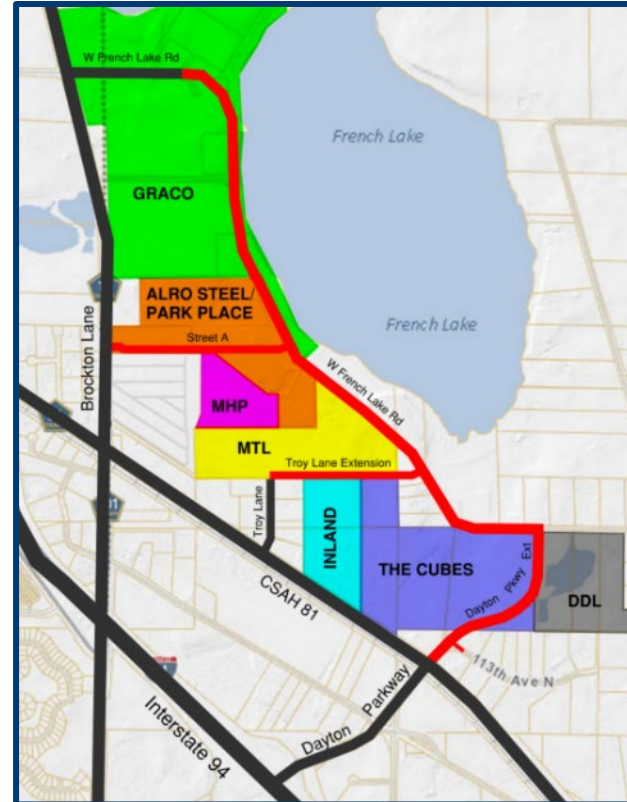 W French Lake Rd
French Lake
GRACO
ALRO STEEL/
PARK PLACE
Street A
French Lake
Brockton Lane
W French Lake Rd
MHP
MTL
Troy Lane Extension
Troy Lane
INLAND
THE CUBES
Dayton Pkwy Ext
DDL
CSAH 81
113th Ave N
Interstate 94
Dayton Parkway